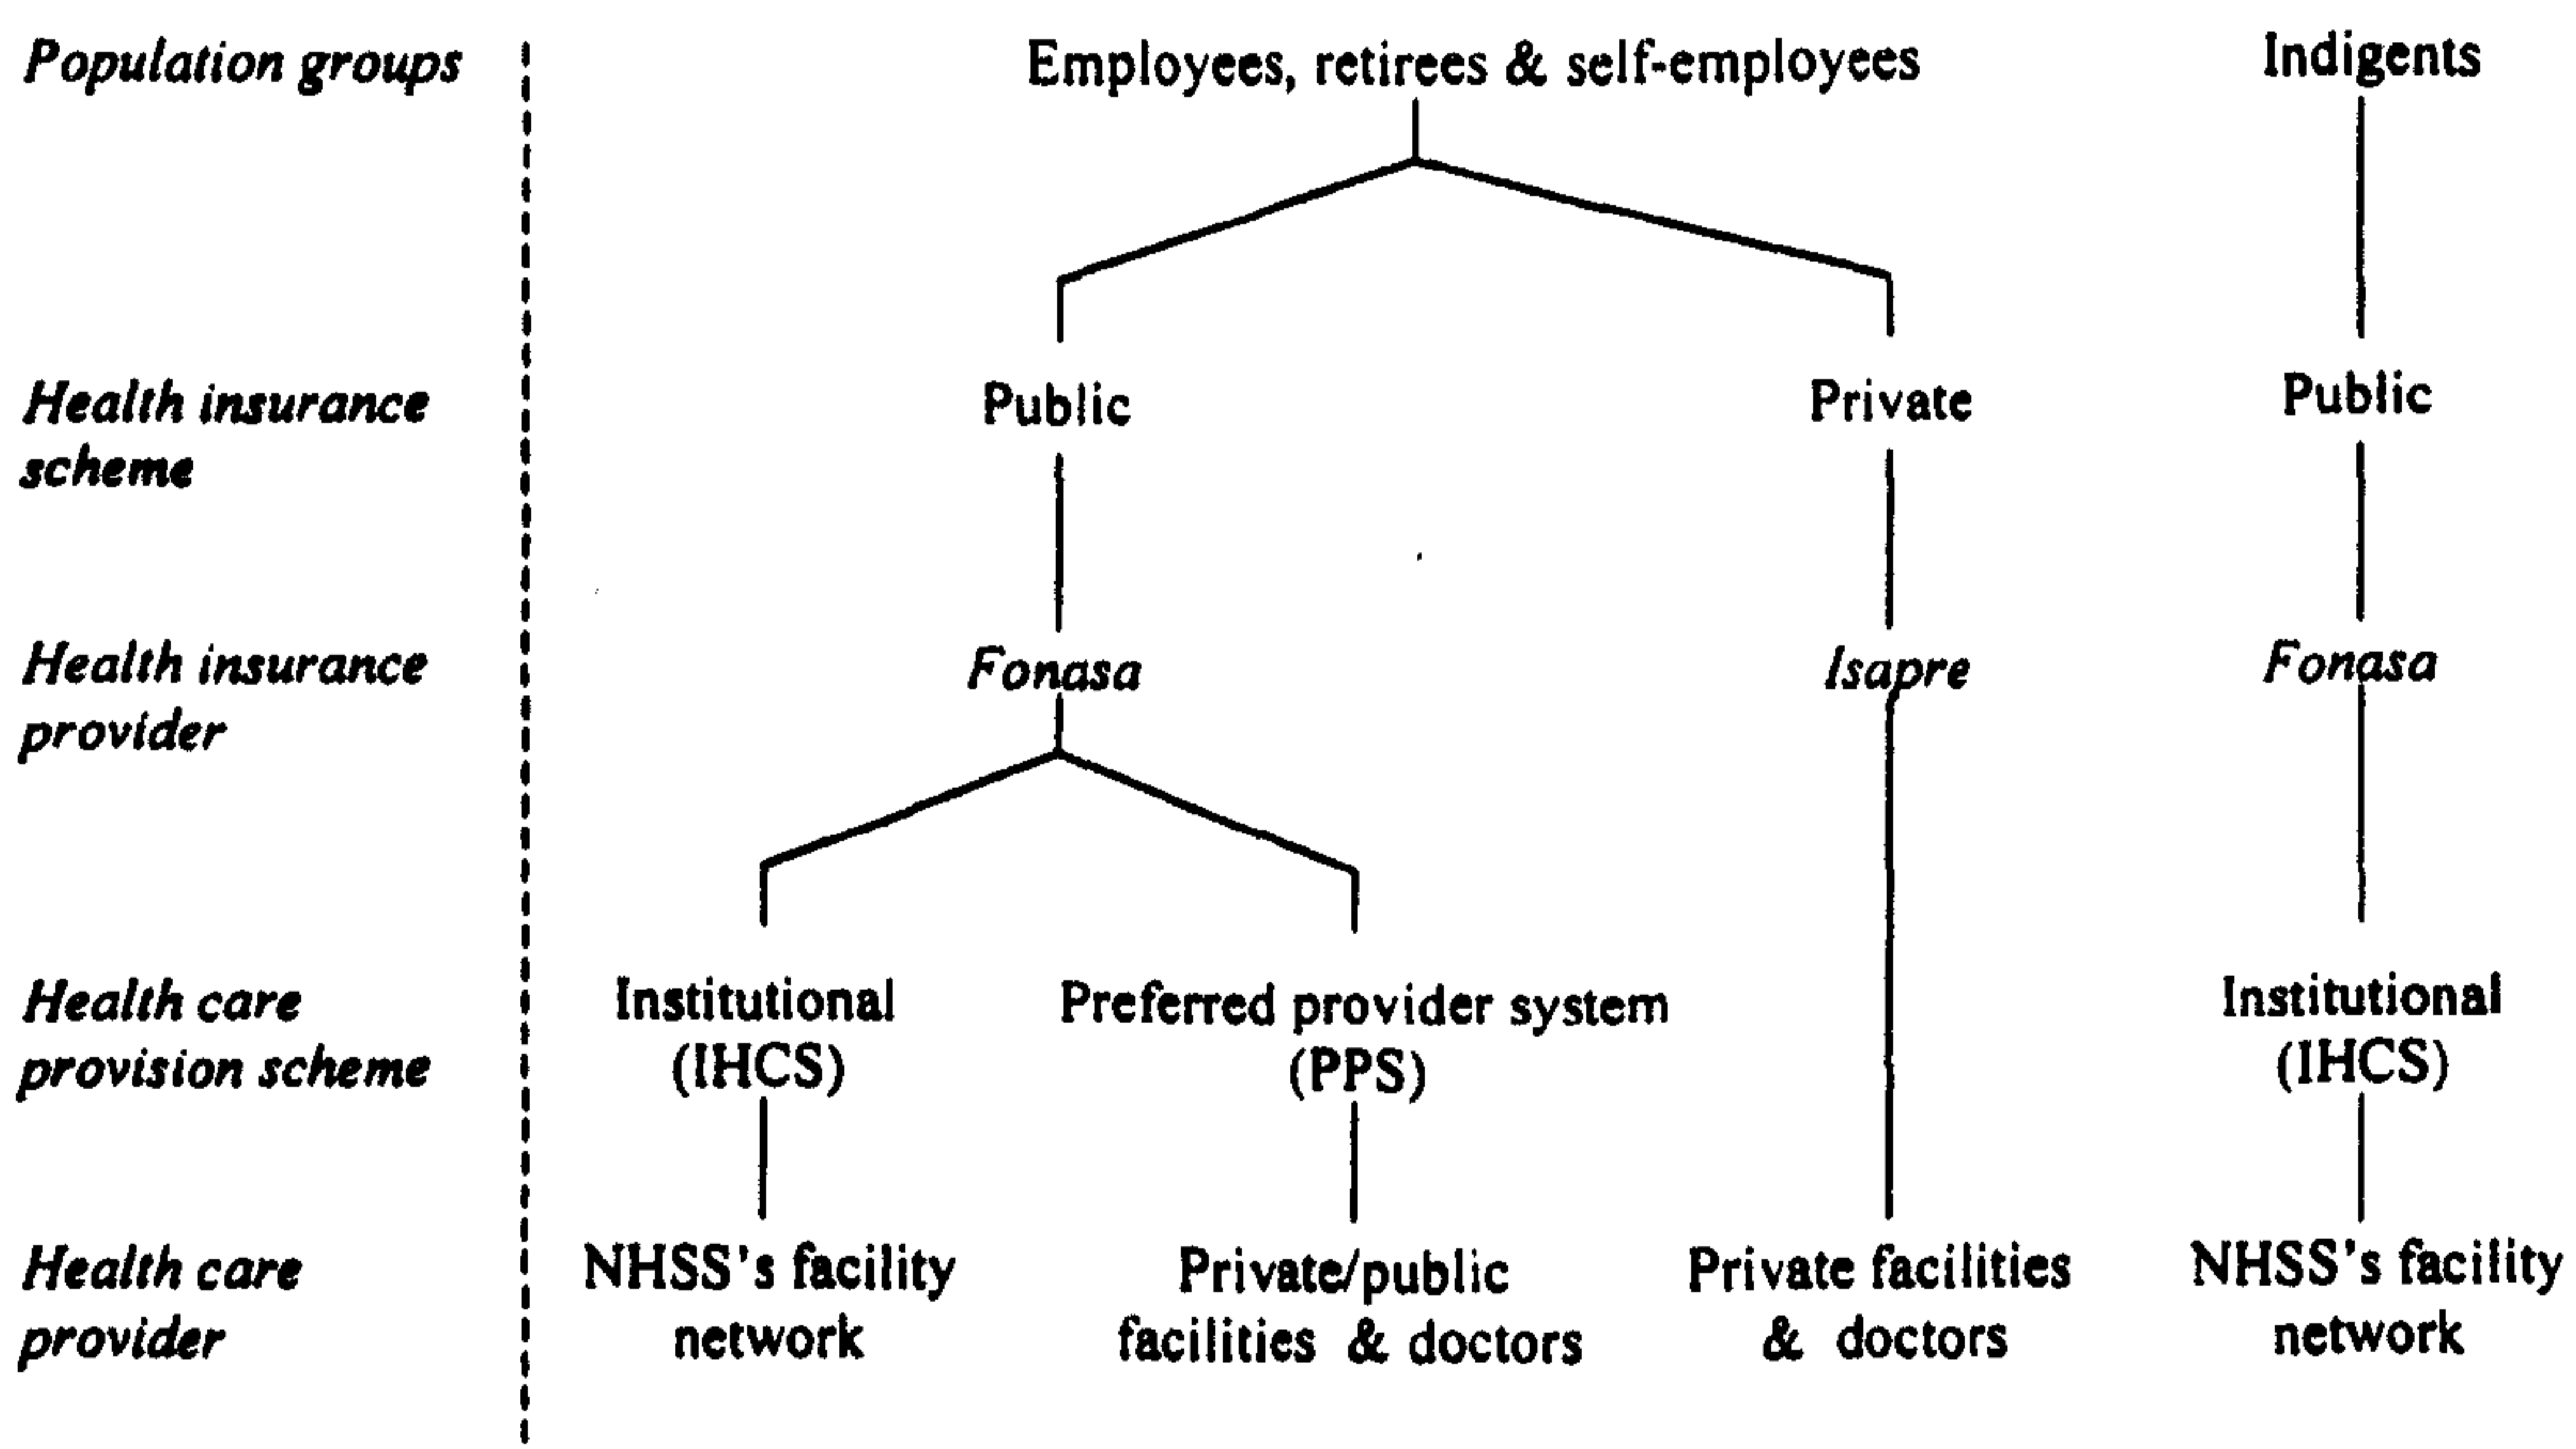 Population groups
Employees, retirees & self-employees
Indigents
Health insurance
scheme
Public
Private
Public
Health insurance
provider
Fonasa
Isapre
Fonasa
Health care
provision scheme
Institutional
(IHCS)
Preferred provider system
(PPS)
Institutional
(IHCS)
Health care
provider
NHSS's facility
network
Private/public
facilities & doctors
Private facilities
& doctors
NHSS's facility
network